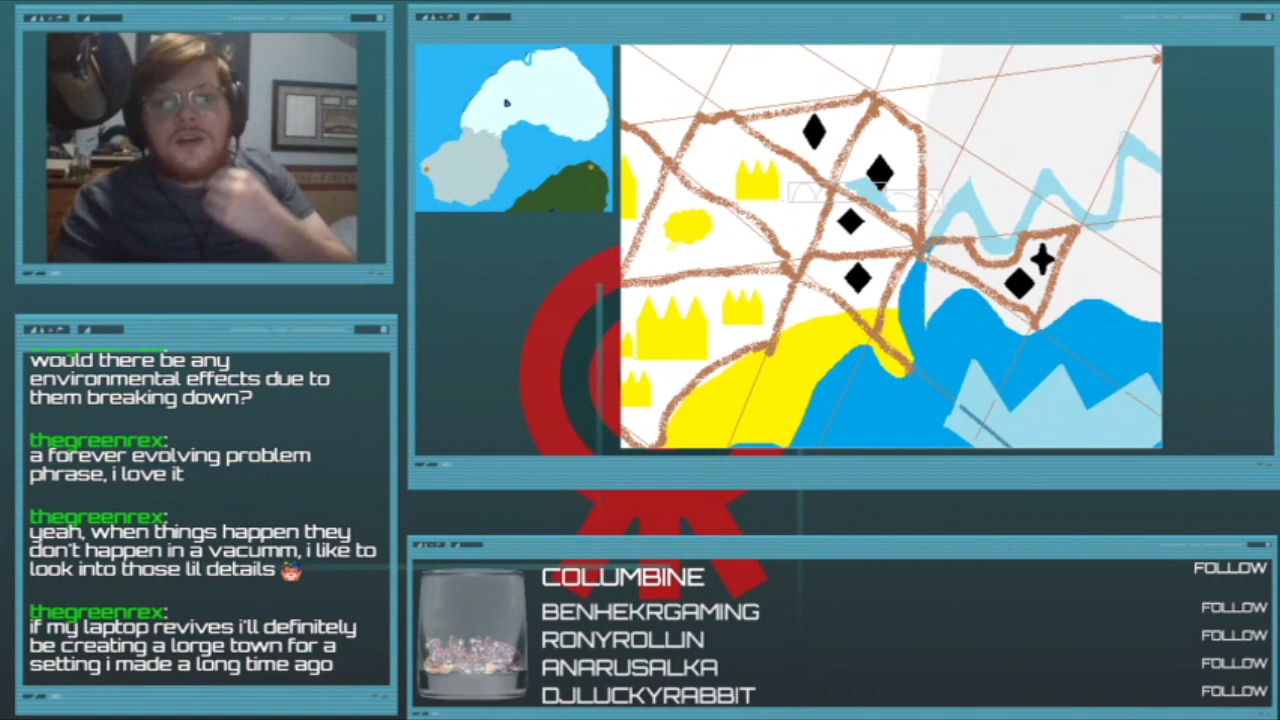 would there be any
environmental effects due to
them breaking down?
thegreenrex:
a forever evolving problem
phrase, i love it
thegreenrex:
yeah, when things happen they
don't happen in a vacumm, i like to
look into those lil details
thegreenrex:
if my laptop revives i'll definitely
be creating a lorge town for a
setting i made a long time ago
COLUMBINE FOLLOW
BENHEKRGAMING FOLLOW
RONYROLLIN FOLLOW
ANARUSALKA FOLLOW
DJLUCKYRABBIT FOLLOW